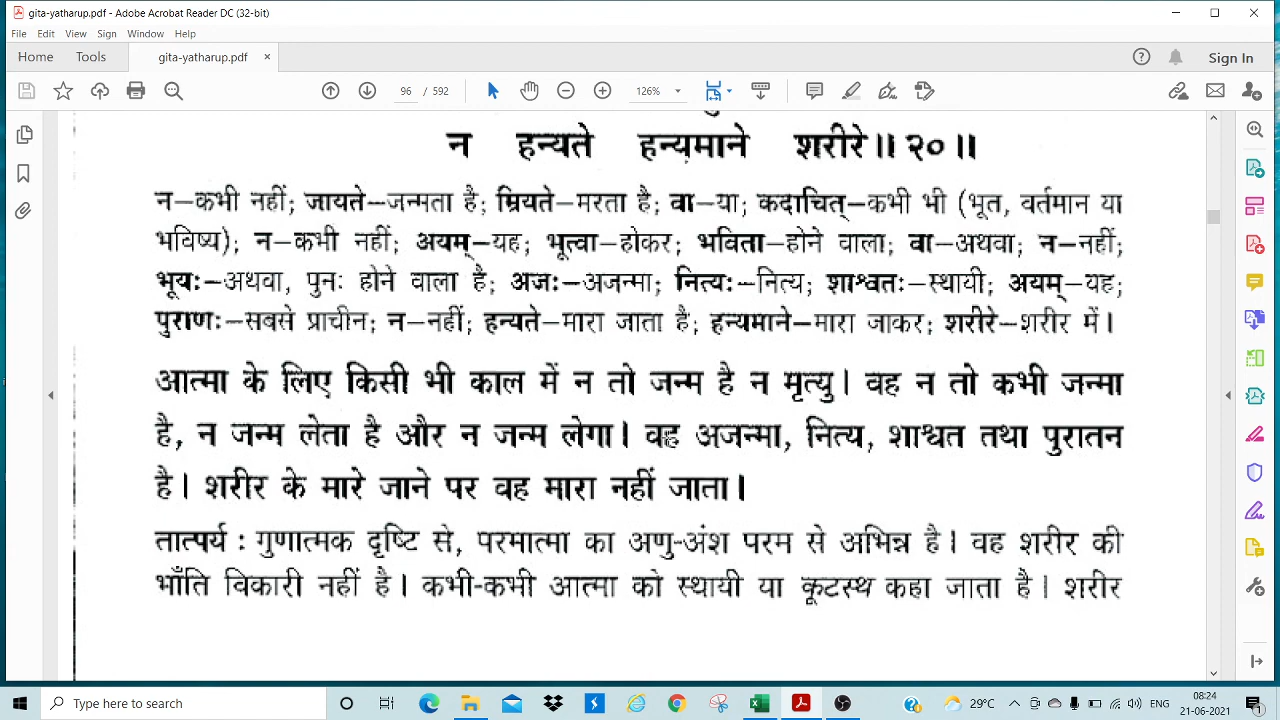 gita-yatharup.pdf - Adobe Acrobat Reader DC (32-bit)
File Edit View Sign Window Help
Home Tools gita-yatharup.pdf × Sign In
96 / 592 126%
न हन्यते हन्यमाने शरीरे॥ २०॥
न–कभी नहीं; जायते–जन्मता है; म्रियते–मरता है; वा–या; कदाचित्–कभी भी (भूत, वर्तमान या
भविष्य); न–कभी नहीं; अयम्–यह; भूत्वा–होकर; भविता–होने वाला; वा–अथवा; न–नहीं;
भूयः–अथवा, पुनः होने वाला है; अजः–अजन्मा; नित्यः–नित्य; शाश्वतः–स्थायी; अयम्–यह;
पुराणः–सबसे प्राचीन; न–नहीं; हन्यते–मारा जाता है; हन्यमाने–मारा जाकर; शरीरे–शरीर में।
आत्मा के लिए किसी भी काल में न तो जन्म है न मृत्यु। वह न तो कभी जन्मा
है, न जन्म लेता है और न जन्म लेगा। वह अजन्मा, नित्य, शाश्वत तथा पुरातन
है। शरीर के मारे जाने पर वह मारा नहीं जाता।
तात्पर्य : गुणात्मक दृष्टि से, परमात्मा का अणु-अंश परम से अभिन्न है। वह शरीर की
भाँति विकारी नहीं है। कभी-कभी आत्मा को स्थायी या कूटस्थ कहा जाता है। शरीर
Type here to search 29°C ENG 08:24
21-06-2021